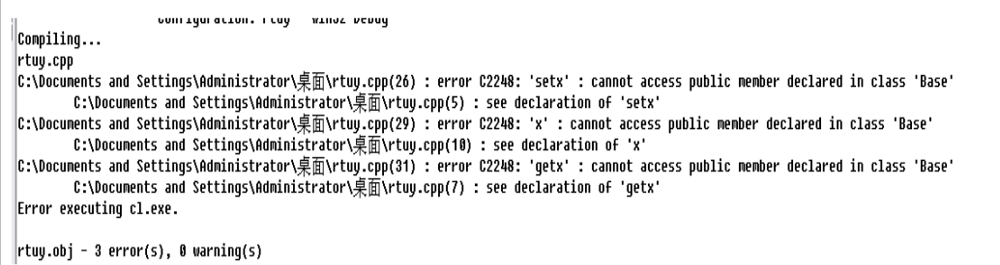 Configuration: rtuy - Win32 Debug
Compiling...
rtuy.cpp
C:\Documents and Settings\Administrator\桌面\rtuy.cpp(26) : error C2248: 'setx' : cannot access public member declared in class 'Base'
C:\Documents and Settings\Administrator\桌面\rtuy.cpp(5) : see declaration of 'setx'
C:\Documents and Settings\Administrator\桌面\rtuy.cpp(29) : error C2248: 'x' : cannot access public member declared in class 'Base'
C:\Documents and Settings\Administrator\桌面\rtuy.cpp(10) : see declaration of 'x'
C:\Documents and Settings\Administrator\桌面\rtuy.cpp(31) : error C2248: 'getx' : cannot access public member declared in class 'Base'
C:\Documents and Settings\Administrator\桌面\rtuy.cpp(7) : see declaration of 'getx'
Error executing cl.exe.
rtuy.obj - 3 error(s), 0 warning(s)